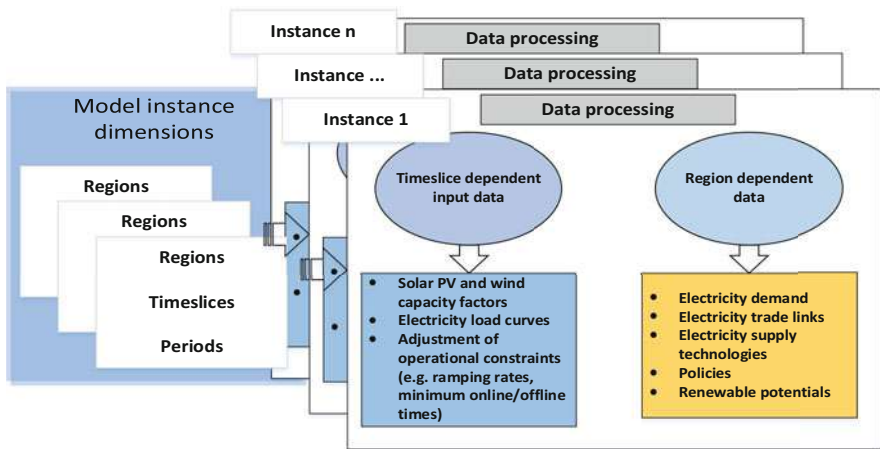 Instance n
Data processing
Instance ...
Data processing
Model instance
dimensions
Instance 1
Data processing
Regions
Regions
Regions
Timeslices
Periods
Timeslice dependent
input data
Region dependent
data
• Solar PV and wind
capacity factors
• Electricity load curves
• Adjustment of
operational constraints
(e.g. ramping rates,
minimum online/offline
times)
• Electricity demand
• Electricity trade links
• Electricity supply
technologies
• Policies
• Renewable potentials